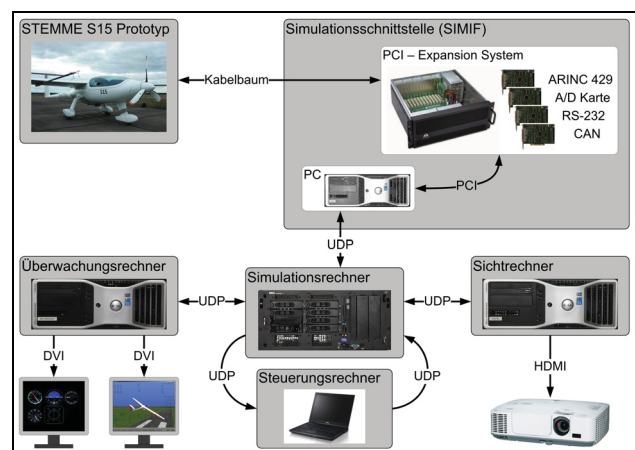 STEMME S15 Prototyp
Simulationsschnittstelle (SIMIF)
PCI – Expansion System
Kabelbaum
ARINC 429
A/D Karte
RS-232
CAN
PC
PCI
UDP
Überwachungsrechner
Simulationsrechner
Sichtrechner
UDP
UDP
DVI
DVI
UDP
UDP
HDMI
Steuerungsrechner